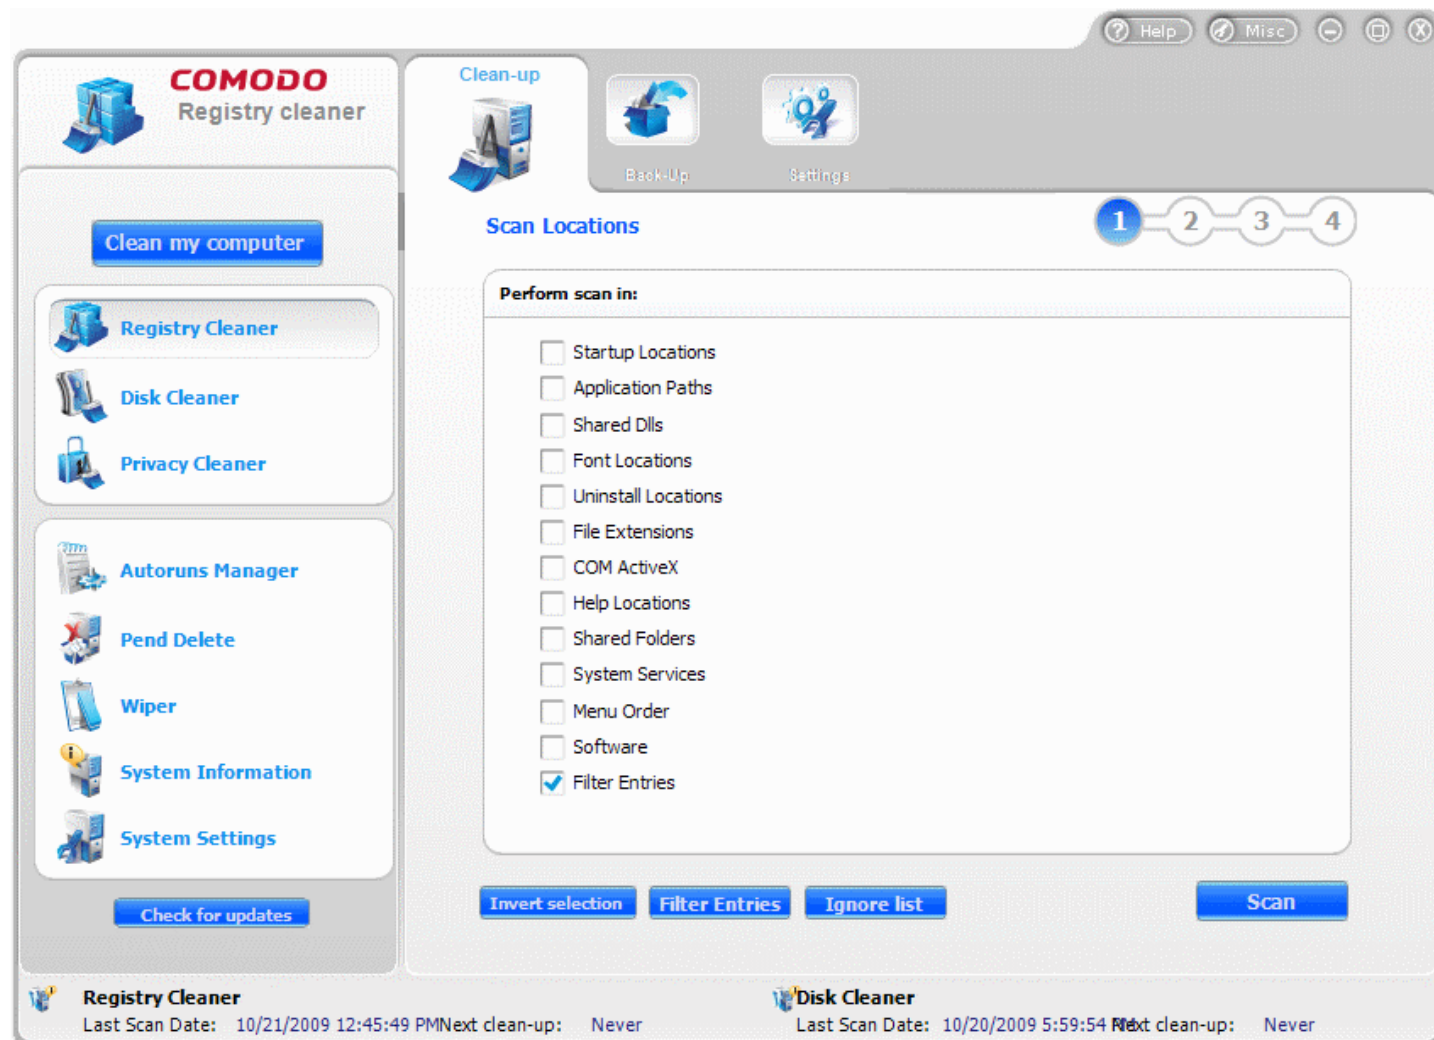 Help Misc
COMODO
Registry cleaner
Clean-up
Back-Up
Settings
Clean my computer
Registry Cleaner
Disk Cleaner
Privacy Cleaner
Autoruns Manager
Pend Delete
Wiper
System Information
System Settings
Check for updates
Scan Locations
1 2 3 4
Perform scan in:
Startup Locations
Application Paths
Shared Dlls
Font Locations
Uninstall Locations
File Extensions
COM ActiveX
Help Locations
Shared Folders
System Services
Menu Order
Software
Filter Entries
Invert selection Filter Entries Ignore list Scan
Registry Cleaner
Last Scan Date: 10/21/2009 12:45:49 PM Next clean-up: Never
Disk Cleaner
Last Scan Date: 10/20/2009 5:59:54 Next clean-up: Never